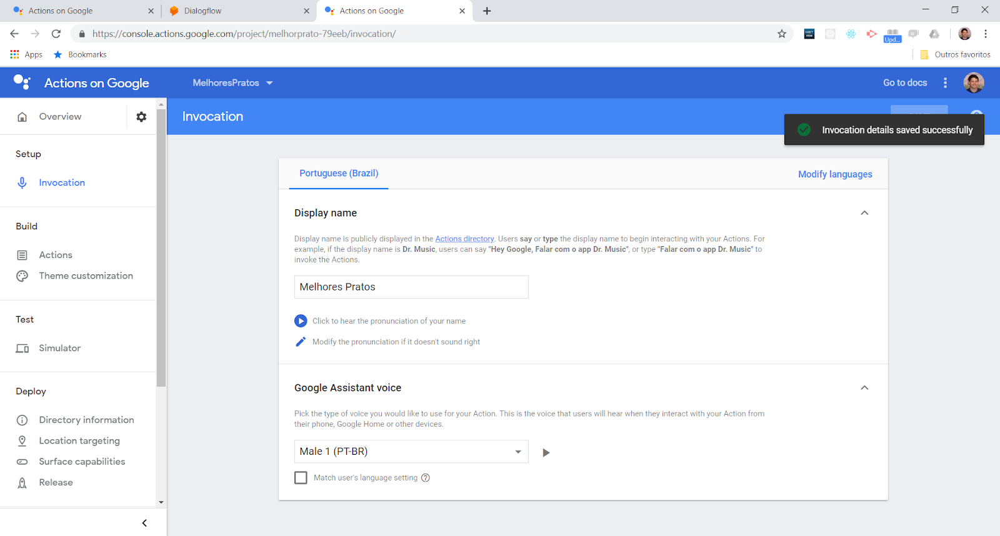 Actions on Google
Dialogflow
Actions on Google
https://console.actions.google.com/project/melhorprato-79eeb/invocation/
Upd...
Apps
Bookmarks
Outros favoritos
Actions on Google
MelhoresPratos
Go to docs
Overview
Invocation
Invocation details saved successfully
Setup
Invocation
Build
Actions
Theme customization
Test
Simulator
Deploy
Directory information
Location targeting
Surface capabilities
Release
Portuguese (Brazil)
Modify languages
Display name
Display name is publicly displayed in the Actions directory. Users say or type the display name to begin interacting with your Actions. For
example, if the display name is Dr. Music, users can say "Hey Google, Falar com o app Dr. Music", or type "Falar com o app Dr. Music" to
invoke the Actions.
Melhores Pratos
Click to hear the pronunciation of your name
Modify the pronunciation if it doesn't sound right
Google Assistant voice
Pick the type of voice you would like to use for your Action. This is the voice that users will hear when they interact with your Action from
their phone, Google Home or other devices.
Male 1 (PT-BR)
Match user's language setting